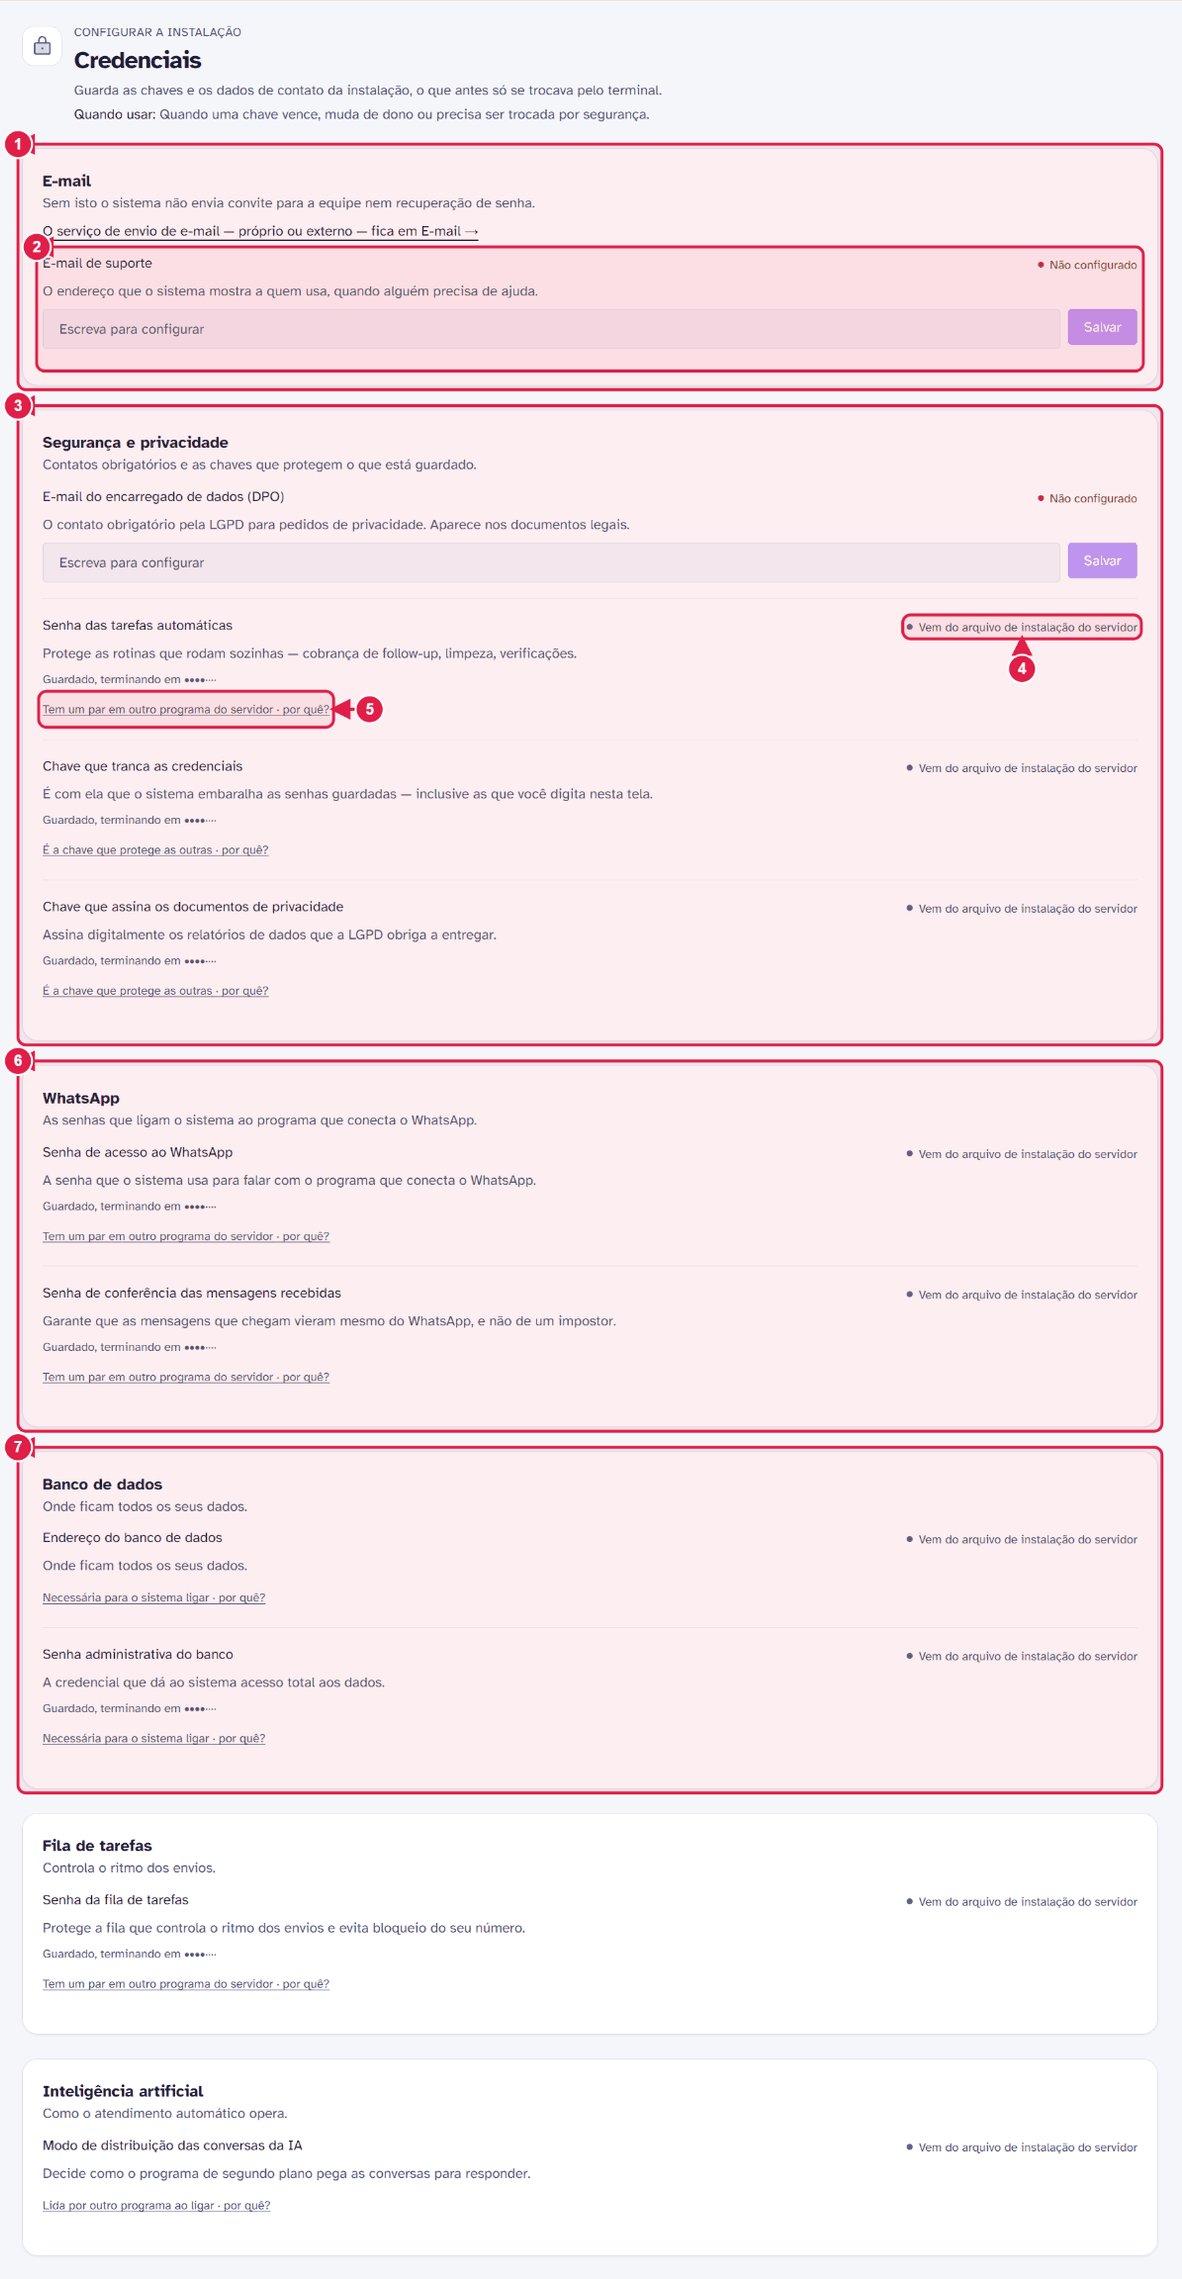 CONFIGURAR A INSTALAÇÃO
Credenciais
Guarda as chaves e os dados de contato da instalação, o que antes só se trocava pelo terminal.
Quando usar: Quando uma chave vence, muda de dono ou precisa ser trocada por segurança.
1
E-mail
Sem isto o sistema não envia convite para a equipe nem recuperação de senha.
O serviço de envio de e-mail — próprio ou externo — fica em E-mail →
2
E-mail de suporte
Não configurado
O endereço que o sistema mostra a quem usa, quando alguém precisa de ajuda.
Escreva para configurar
Salvar
3
Segurança e privacidade
Contatos obrigatórios e as chaves que protegem o que está guardado.
E-mail do encarregado de dados (DPO)
Não configurado
O contato obrigatório pela LGPD para pedidos de privacidade. Aparece nos documentos legais.
Escreva para configurar
Salvar
Senha das tarefas automáticas
Vem do arquivo de instalação do servidor
Protege as rotinas que rodam sozinhas — cobrança de follow-up, limpeza, verificações.
4
Guardado, terminando em ••••····
Tem um par em outro programa do servidor · por quê?
5
Chave que tranca as credenciais
Vem do arquivo de instalação do servidor
É com ela que o sistema embaralha as senhas guardadas — inclusive as que você digita nesta tela.
Guardado, terminando em ••••····
É a chave que protege as outras · por quê?
Chave que assina os documentos de privacidade
Vem do arquivo de instalação do servidor
Assina digitalmente os relatórios de dados que a LGPD obriga a entregar.
Guardado, terminando em ••••····
É a chave que protege as outras · por quê?
6
WhatsApp
As senhas que ligam o sistema ao programa que conecta o WhatsApp.
Senha de acesso ao WhatsApp
Vem do arquivo de instalação do servidor
A senha que o sistema usa para falar com o programa que conecta o WhatsApp.
Guardado, terminando em ••••····
Tem um par em outro programa do servidor · por quê?
Senha de conferência das mensagens recebidas
Vem do arquivo de instalação do servidor
Garante que as mensagens que chegam vieram mesmo do WhatsApp, e não de um impostor.
Guardado, terminando em ••••····
Tem um par em outro programa do servidor · por quê?
7
Banco de dados
Onde ficam todos os seus dados.
Endereço do banco de dados
Vem do arquivo de instalação do servidor
Onde ficam todos os seus dados.
Necessária para o sistema ligar · por quê?
Senha administrativa do banco
Vem do arquivo de instalação do servidor
A credencial que dá ao sistema acesso total aos dados.
Guardado, terminando em ••••····
Necessária para o sistema ligar · por quê?
Fila de tarefas
Controla o ritmo dos envios.
Senha da fila de tarefas
Vem do arquivo de instalação do servidor
Protege a fila que controla o ritmo dos envios e evita bloqueio do seu número.
Guardado, terminando em ••••····
Tem um par em outro programa do servidor · por quê?
Inteligência artificial
Como o atendimento automático opera.
Modo de distribuição das conversas da IA
Vem do arquivo de instalação do servidor
Decide como o programa de segundo plano pega as conversas para responder.
Lida por outro programa ao ligar · por quê?